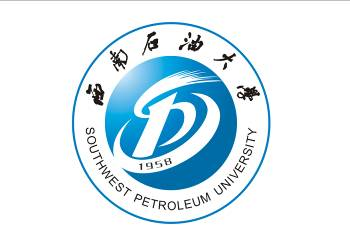 西南石油大学
1958
SOUTHWEST PETROLEUM UNIVERSITY